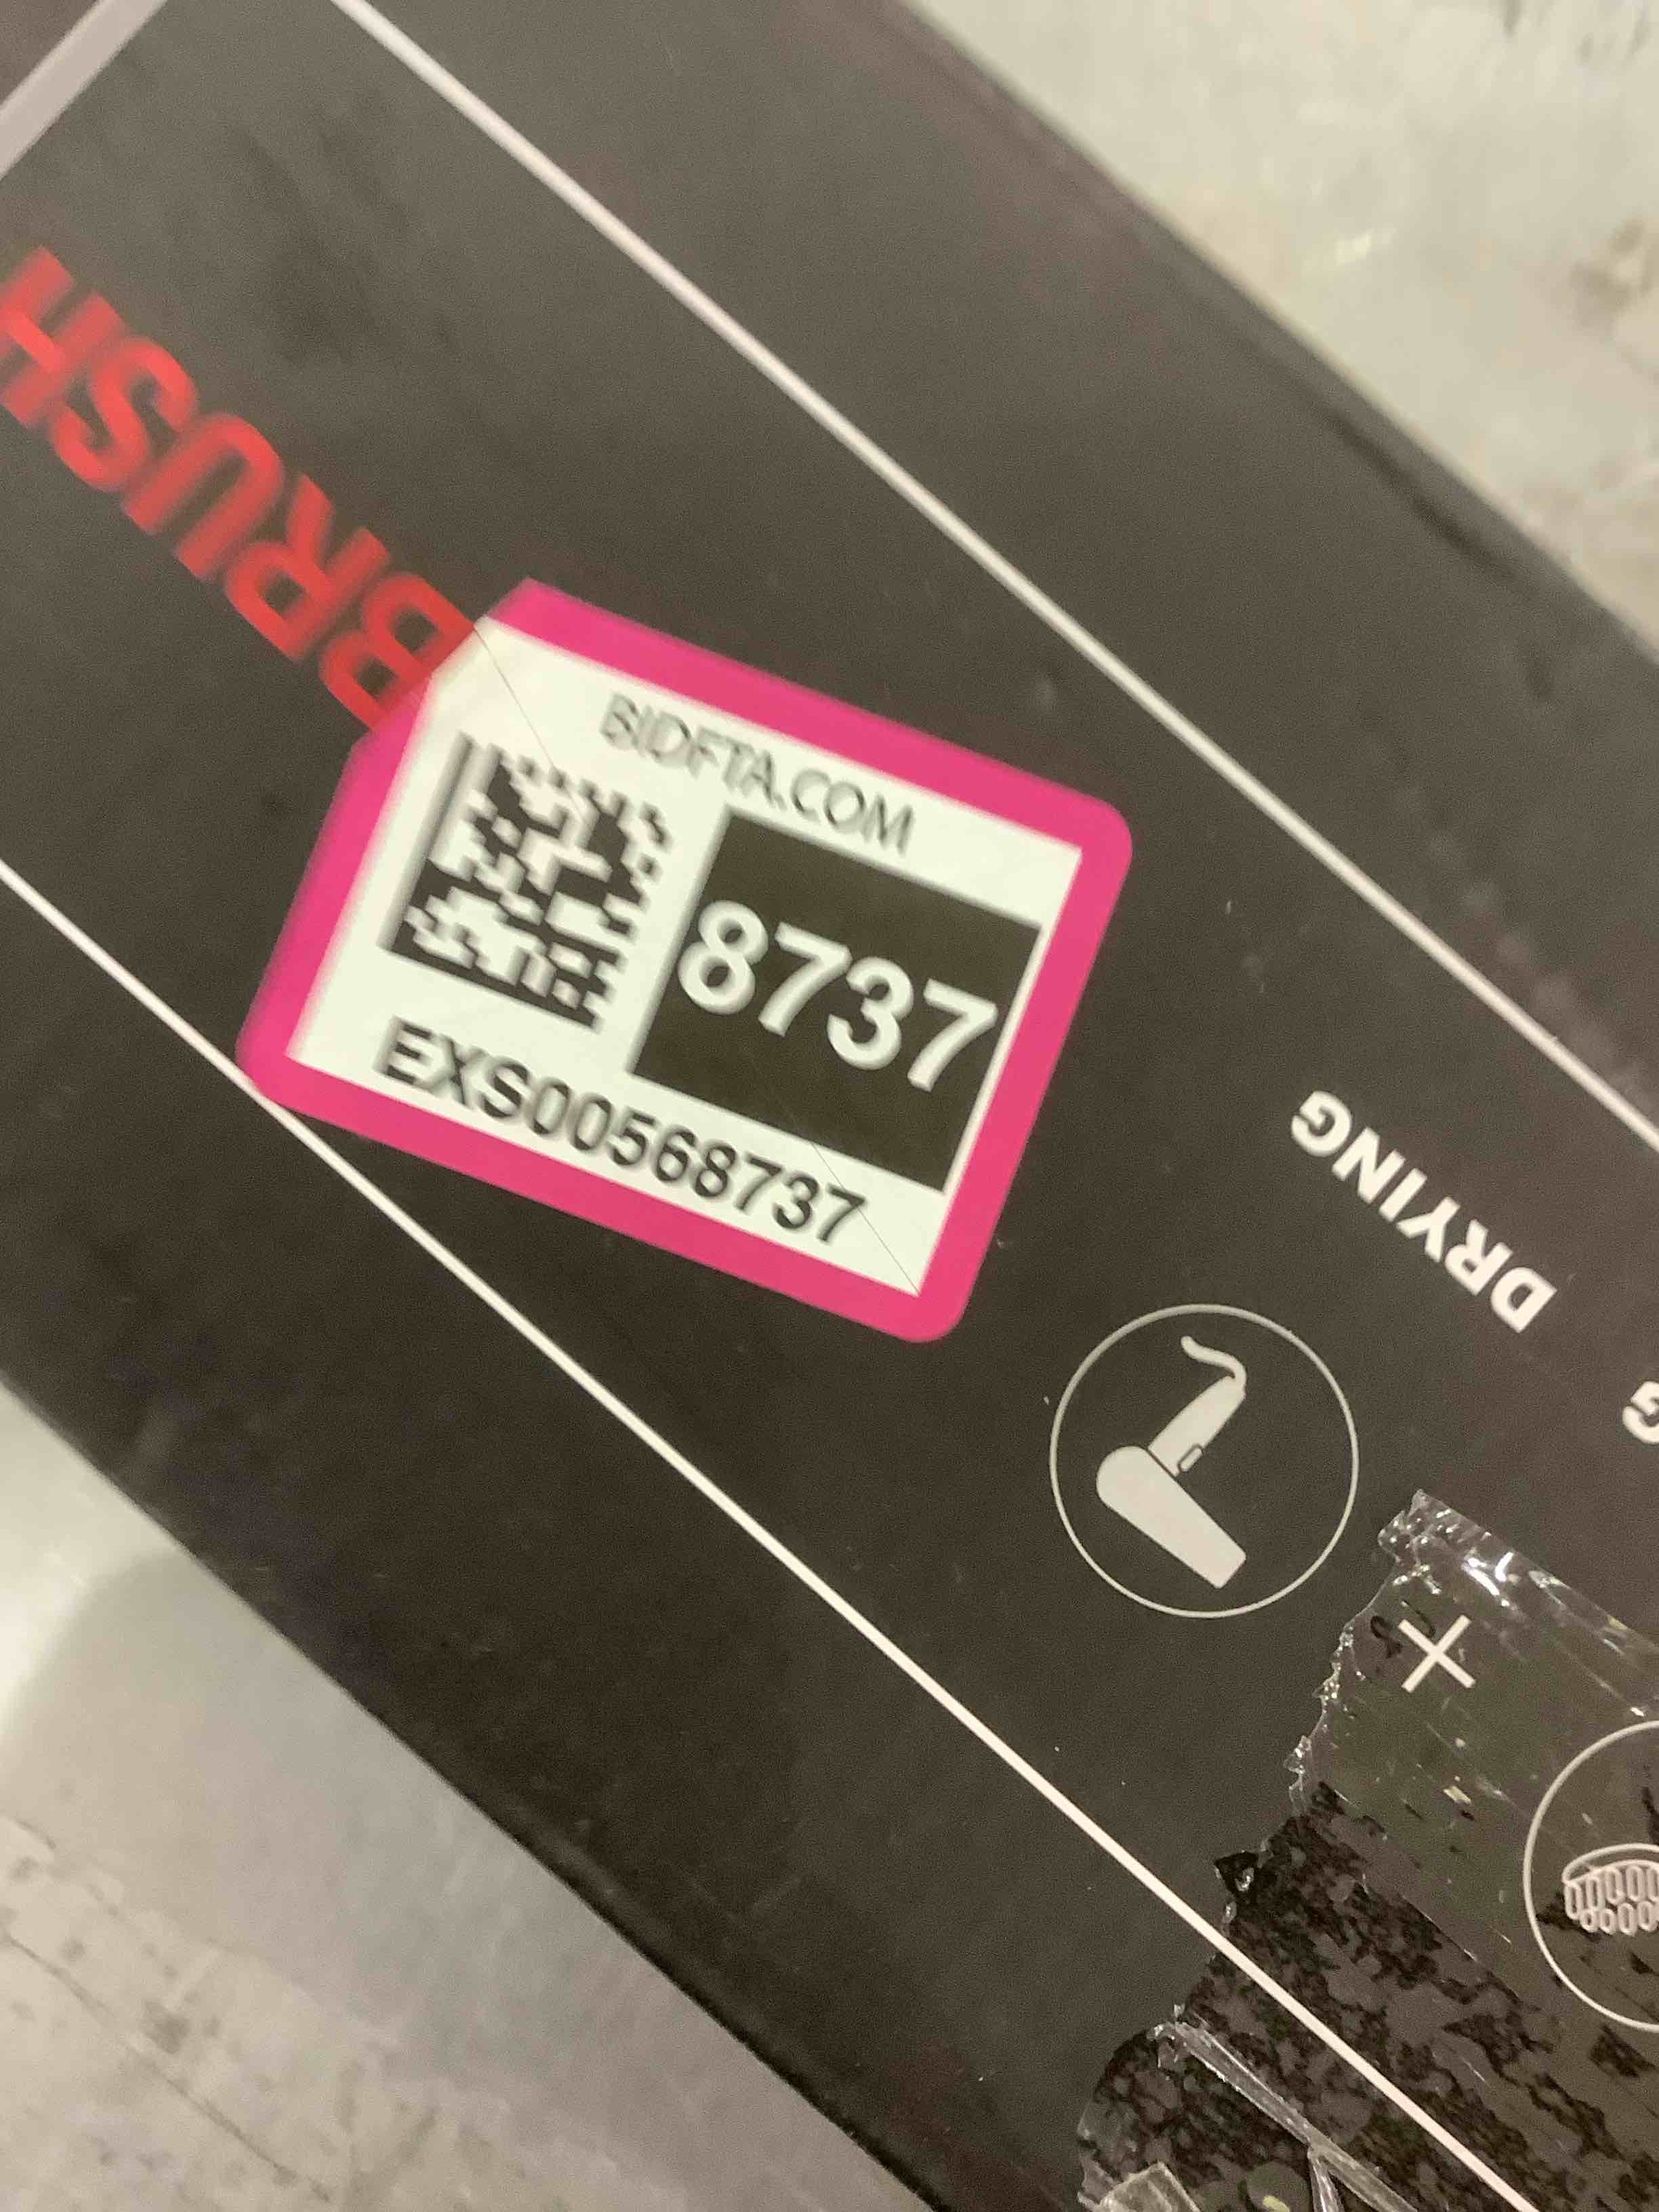 BRUSH
BIDFTA.COM
8737
EXS00568737
DRYING
+
G